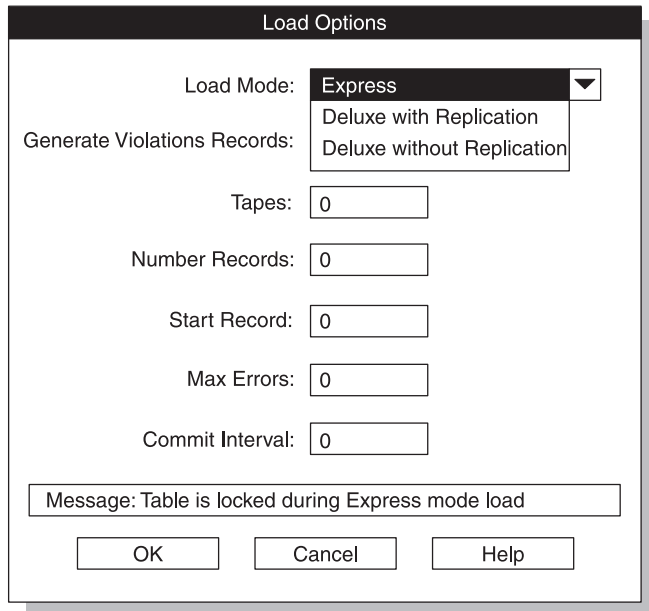 Load Options
Load Mode: Express
Deluxe with Replication
Generate Violations Records: Deluxe without Replication
Tapes: 0
Number Records: 0
Start Record: 0
Max Errors: 0
Commit Interval: 0
Message: Table is locked during Express mode load
OK Cancel Help